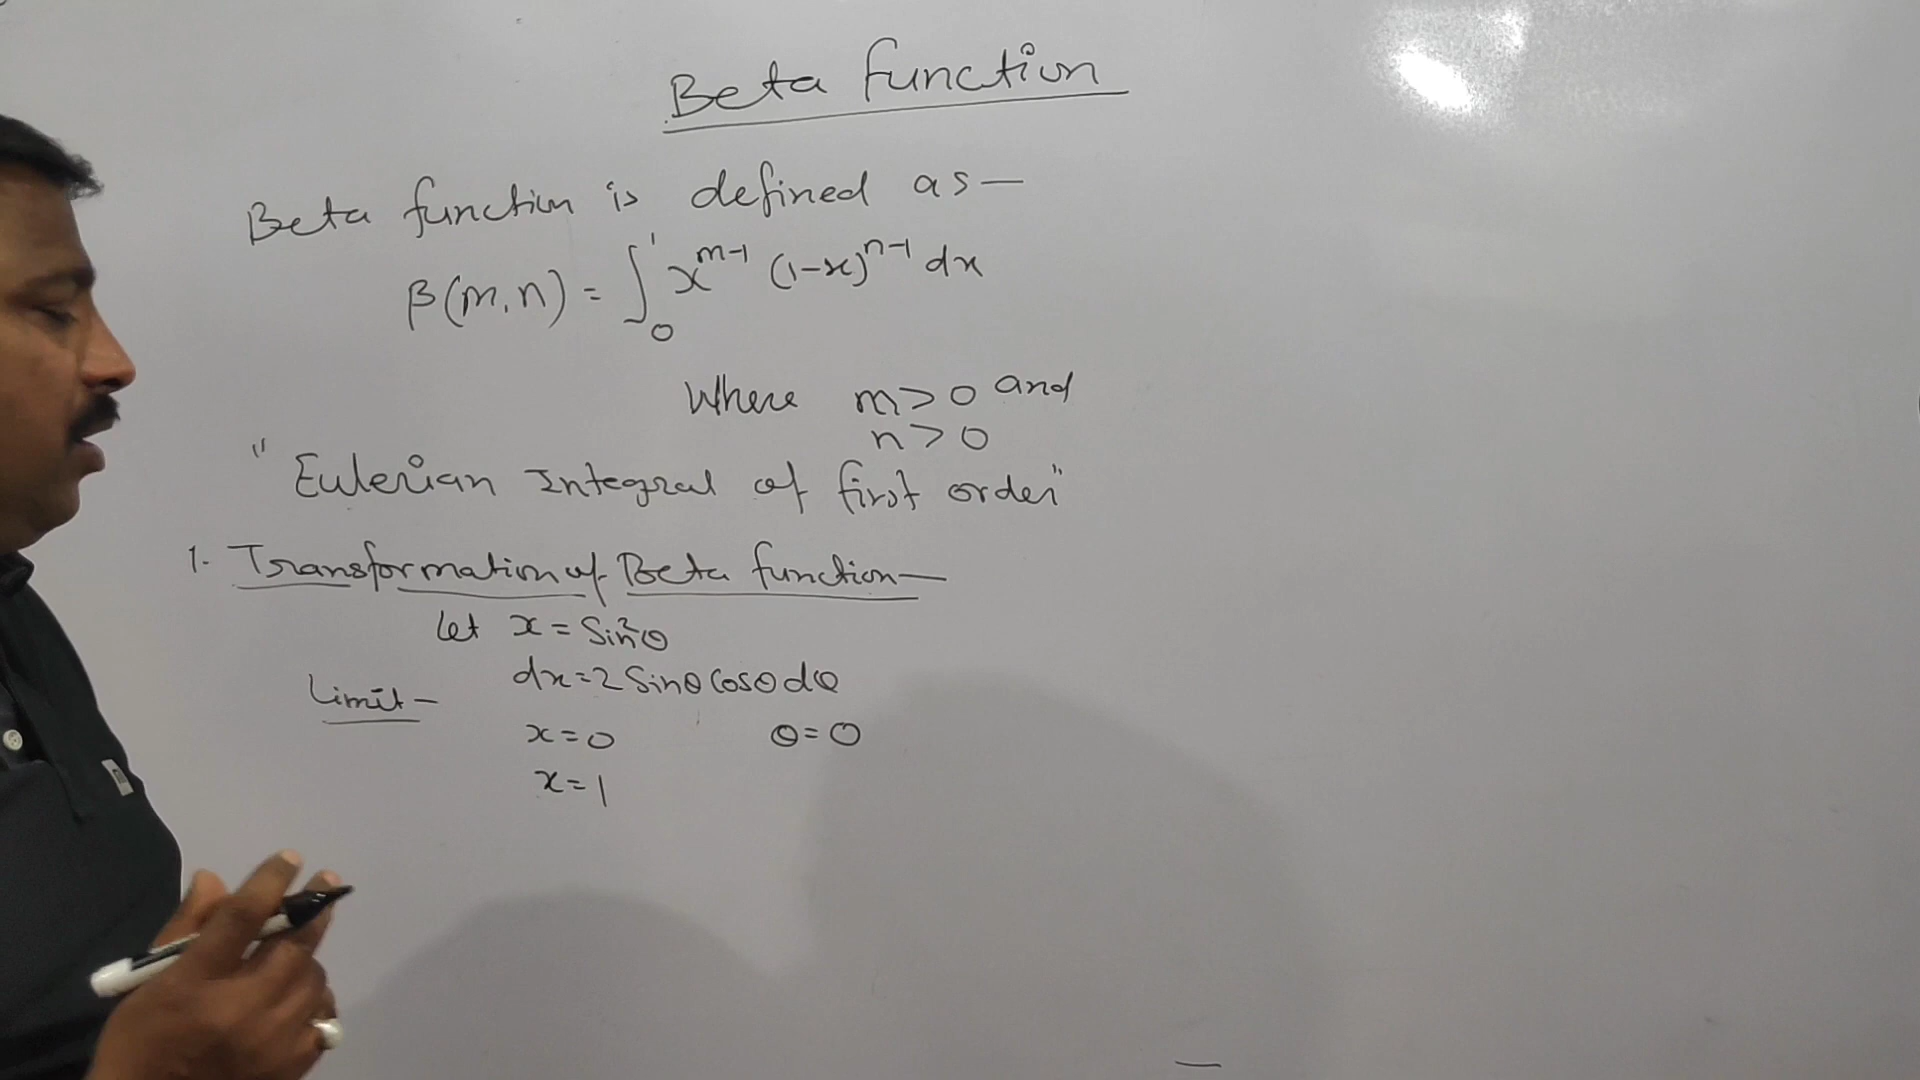 Beta function
Beta function is defined as—
β(m,n) = ∫₀¹ x^(m-1) (1-x)^(n-1) dx
Where m>0 and
n>0
"Eulerian Integral of first order"
1. Transformation of Beta function—
Let x = Sin²θ
dx=2 Sinθ Cosθ dθ
Limit—
x=0 θ=0
x=1